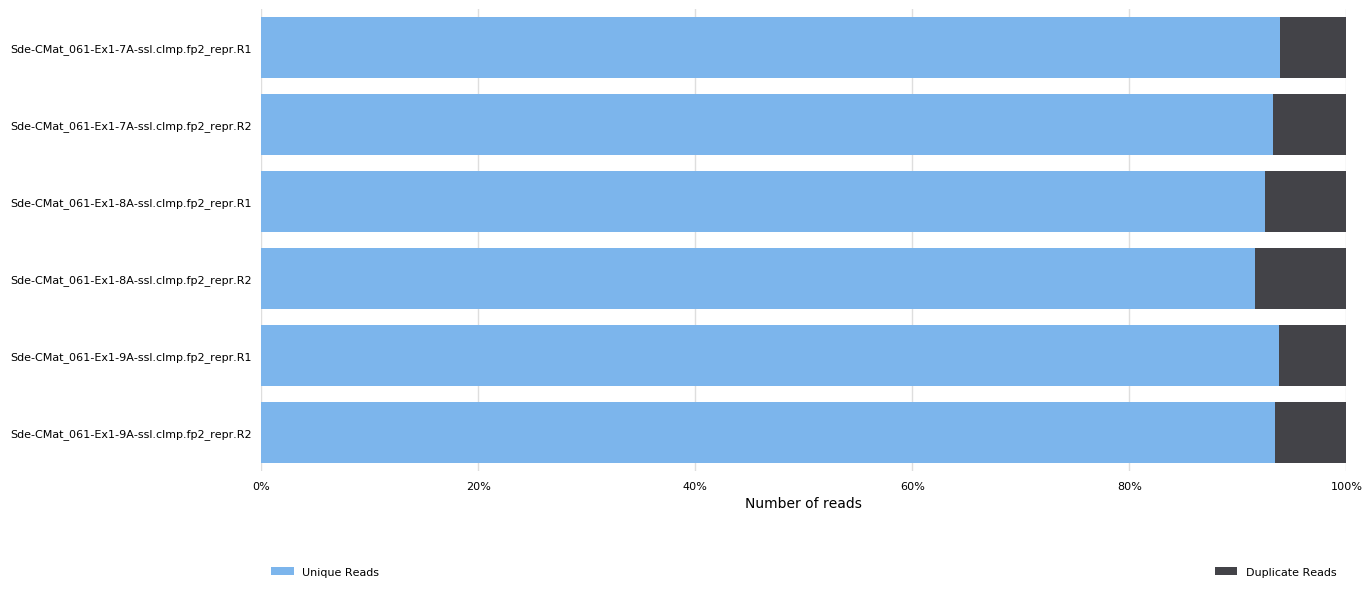 Sde-CMat_061-Ex1-7A-ssl.clmp.fp2_repr.R1
Sde-CMat_061-Ex1-7A-ssl.clmp.fp2_repr.R2
Sde-CMat_061-Ex1-8A-ssl.clmp.fp2_repr.R1
Sde-CMat_061-Ex1-8A-ssl.clmp.fp2_repr.R2
Sde-CMat_061-Ex1-9A-ssl.clmp.fp2_repr.R1
Sde-CMat_061-Ex1-9A-ssl.clmp.fp2_repr.R2
0% 20% 40% 60% 80% 100%
Number of reads
Unique Reads Duplicate Reads